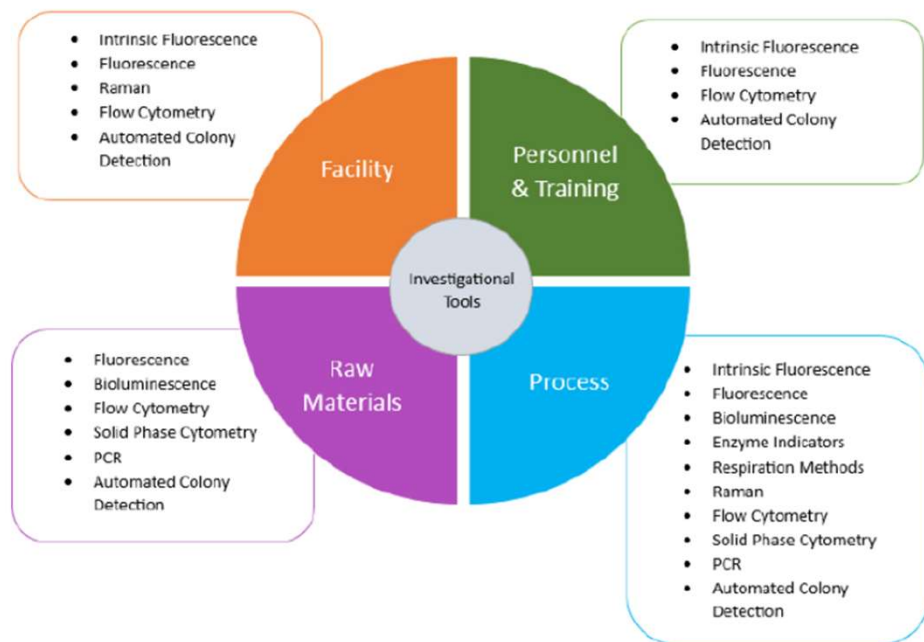 Intrinsic Fluorescence
Fluorescence
Raman
Flow Cytometry
Automated Colony
Detection
Intrinsic Fluorescence
Fluorescence
Flow Cytometry
Automated Colony
Detection
Facility
Personnel
& Training
Investigational
Tools
Raw
Materials
Process
Fluorescence
Bioluminescence
Flow Cytometry
Solid Phase Cytometry
PCR
Automated Colony
Detection
Intrinsic Fluorescence
Fluorescence
Bioluminescence
Enzyme Indicators
Respiration Methods
Raman
Flow Cytometry
Solid Phase Cytometry
PCR
Automated Colony
Detection